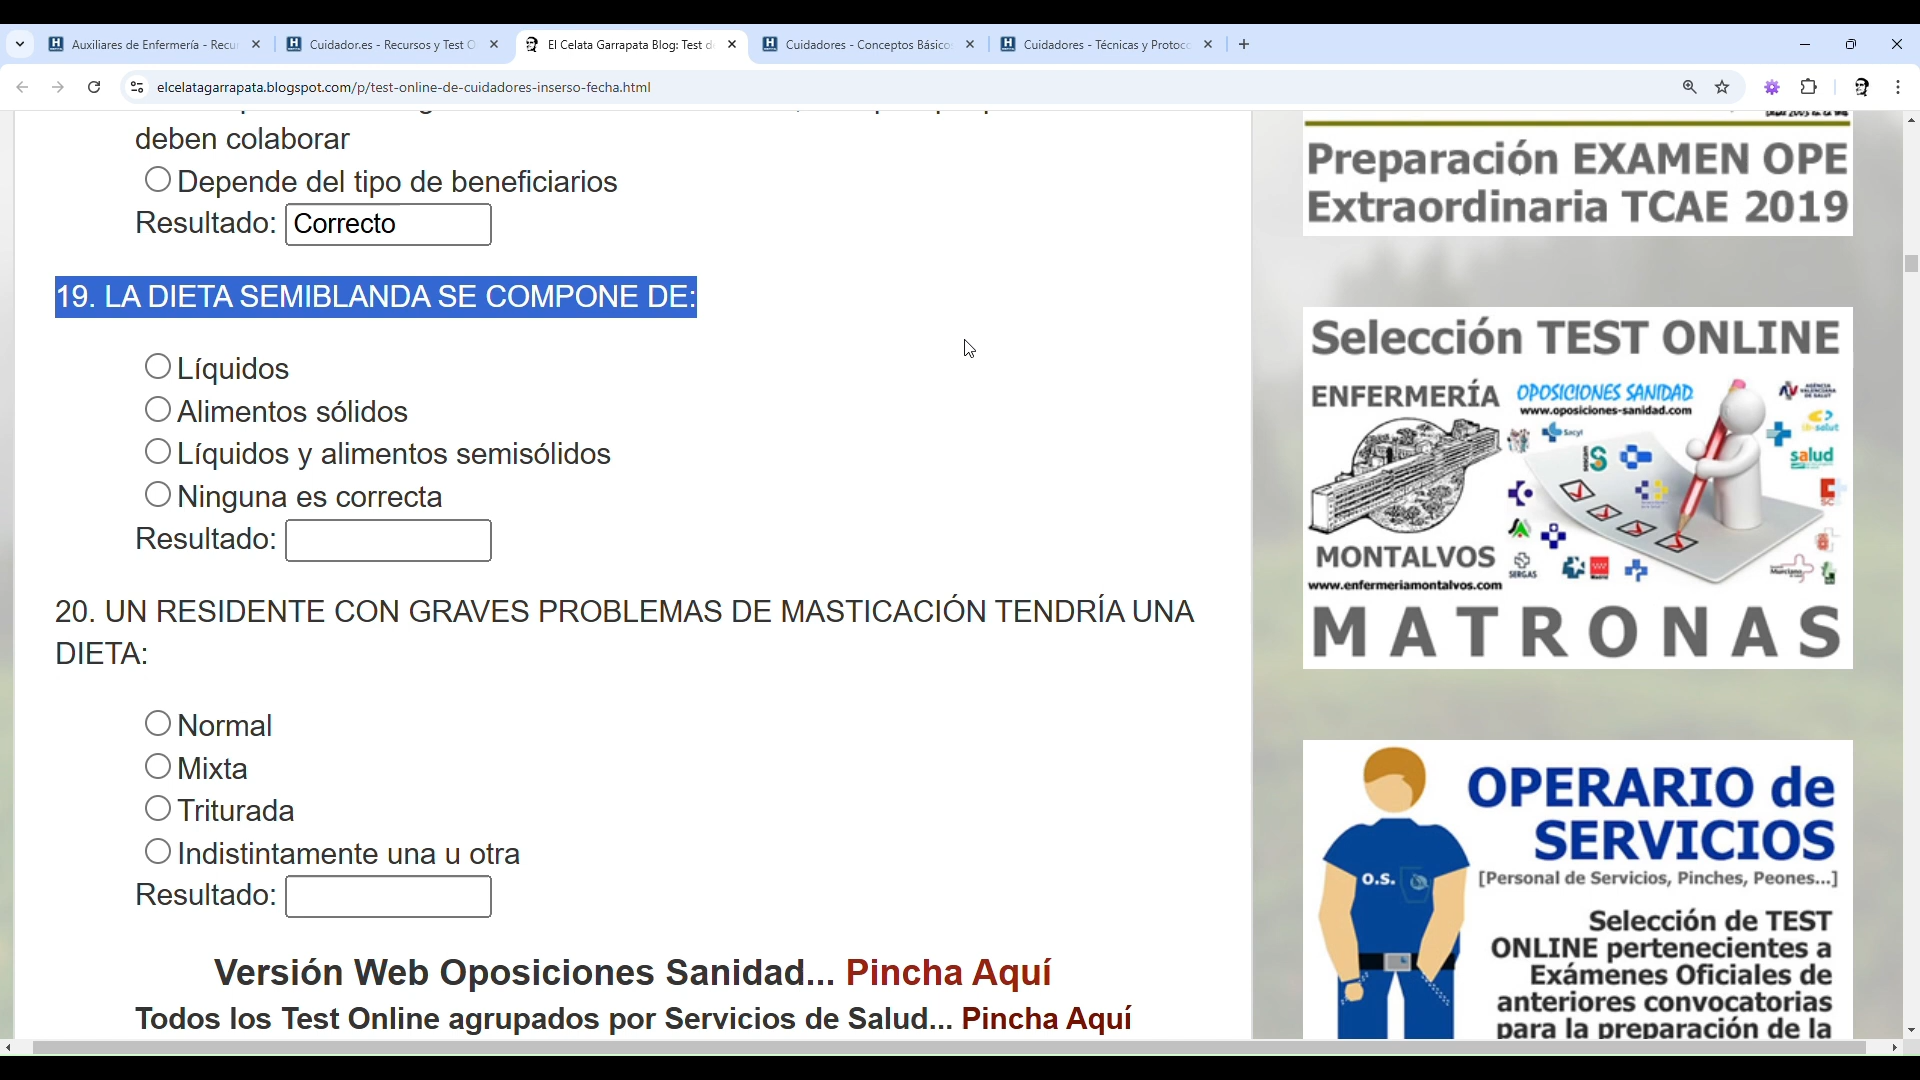 Auxiliares de Enfermería - Recur
Cuidador.es - Recursos y Test O
El Celata Garrapata Blog: Test d
Cuidadores - Conceptos Básico
Cuidadores - Técnicas y Protoco
elcelatagarrapata.blogspot.com/p/test-online-de-cuidadores-inserso-fecha.html
deben colaborar
Depende del tipo de beneficiarios
Resultado: Correcto
19. LA DIETA SEMIBLANDA SE COMPONE DE:
Líquidos
Alimentos sólidos
Líquidos y alimentos semisólidos
Ninguna es correcta
Resultado:
20. UN RESIDENTE CON GRAVES PROBLEMAS DE MASTICACIÓN TENDRÍA UNA
DIETA:
Normal
Mixta
Triturada
Indistintamente una u otra
Resultado:
Versión Web Oposiciones Sanidad... Pincha Aquí
Todos los Test Online agrupados por Servicios de Salud... Pincha Aquí
Preparación EXAMEN OPE
Extraordinaria TCAE 2019
Selección TEST ONLINE
ENFERMERÍA
OPOSICIONES SANIDAD
www.oposiciones-sanidad.com
Sacyl
sescam
ib-salut
salud
SERGAS
MONTALVOS
www.enfermeriamontalvos.com
MATRONAS
OPERARIO de
SERVICIOS
[Personal de Servicios, Pinches, Peones...]
O.S.
Selección de TEST
ONLINE pertenecientes a
Exámenes Oficiales de
anteriores convocatorias
para la preparación de la